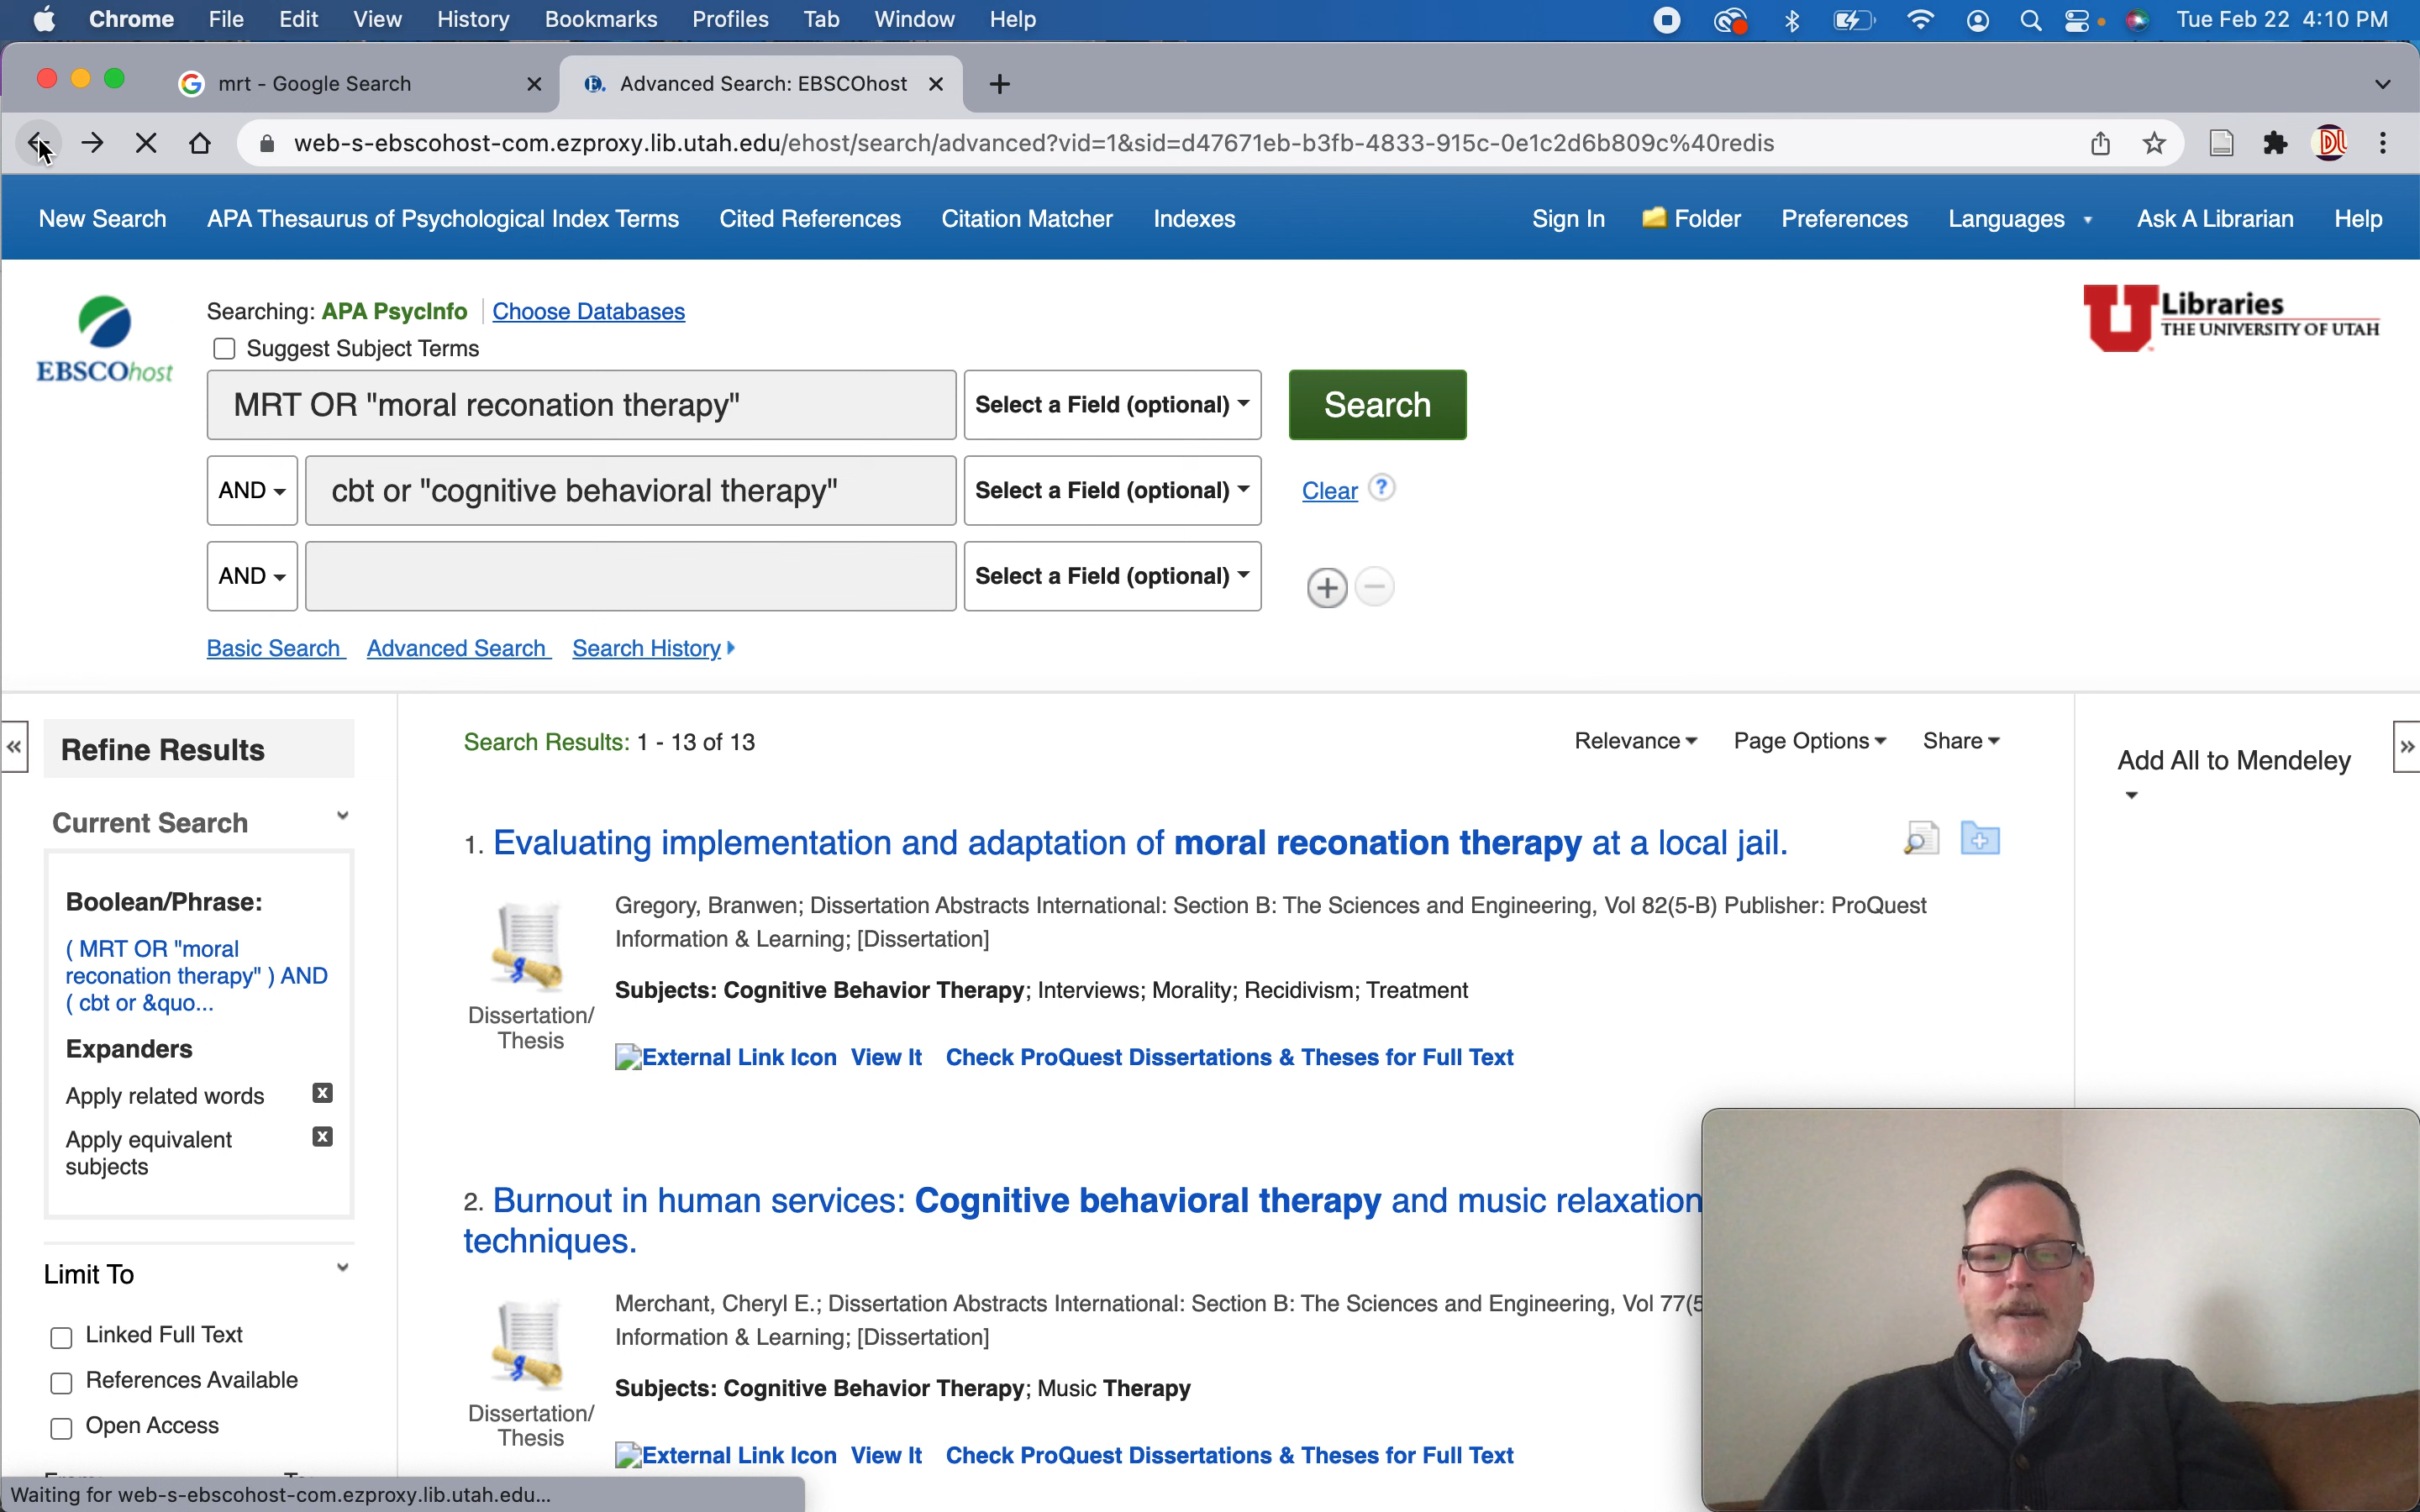 Chrome File Edit View History Bookmarks Profiles Tab Window Help Tue Feb 22 4:10 PM
mrt - Google Search Advanced Search: EBSCOhost
web-s-ebscohost-com.ezproxy.lib.utah.edu/ehost/search/advanced?vid=1&sid=d47671eb-b3fb-4833-915c-0e1c2d6b809c%40redis DL
New Search APA Thesaurus of Psychological Index Terms Cited References Citation Matcher Indexes Sign In Folder Preferences Languages Ask A Librarian Help
EBSCOhost
Searching: APA PsycInfo Choose Databases
Suggest Subject Terms
U Libraries
THE UNIVERSITY OF UTAH
MRT OR "moral reconation therapy" Select a Field (optional) Search
AND cbt or "cognitive behavioral therapy" Select a Field (optional) Clear ?
AND Select a Field (optional)
Basic Search Advanced Search Search History
Refine Results
Current Search
Boolean/Phrase:
( MRT OR "moral
reconation therapy" ) AND
( cbt or &quo...
Expanders
Apply related words
Apply equivalent
subjects
Limit To
Linked Full Text
References Available
Open Access
Search Results: 1 - 13 of 13 Relevance Page Options Share
Add All to Mendeley
1. Evaluating implementation and adaptation of moral reconation therapy at a local jail.
Gregory, Branwen; Dissertation Abstracts International: Section B: The Sciences and Engineering, Vol 82(5-B) Publisher: ProQuest
Information & Learning; [Dissertation]
Subjects: Cognitive Behavior Therapy; Interviews; Morality; Recidivism; Treatment
Dissertation/
Thesis
External Link Icon View It Check ProQuest Dissertations & Theses for Full Text
2. Burnout in human services: Cognitive behavioral therapy and music relaxation
techniques.
Merchant, Cheryl E.; Dissertation Abstracts International: Section B: The Sciences and Engineering, Vol 77(5
Information & Learning; [Dissertation]
Subjects: Cognitive Behavior Therapy; Music Therapy
Dissertation/
Thesis
External Link Icon View It Check ProQuest Dissertations & Theses for Full Text
Waiting for web-s-ebscohost-com.ezproxy.lib.utah.edu...